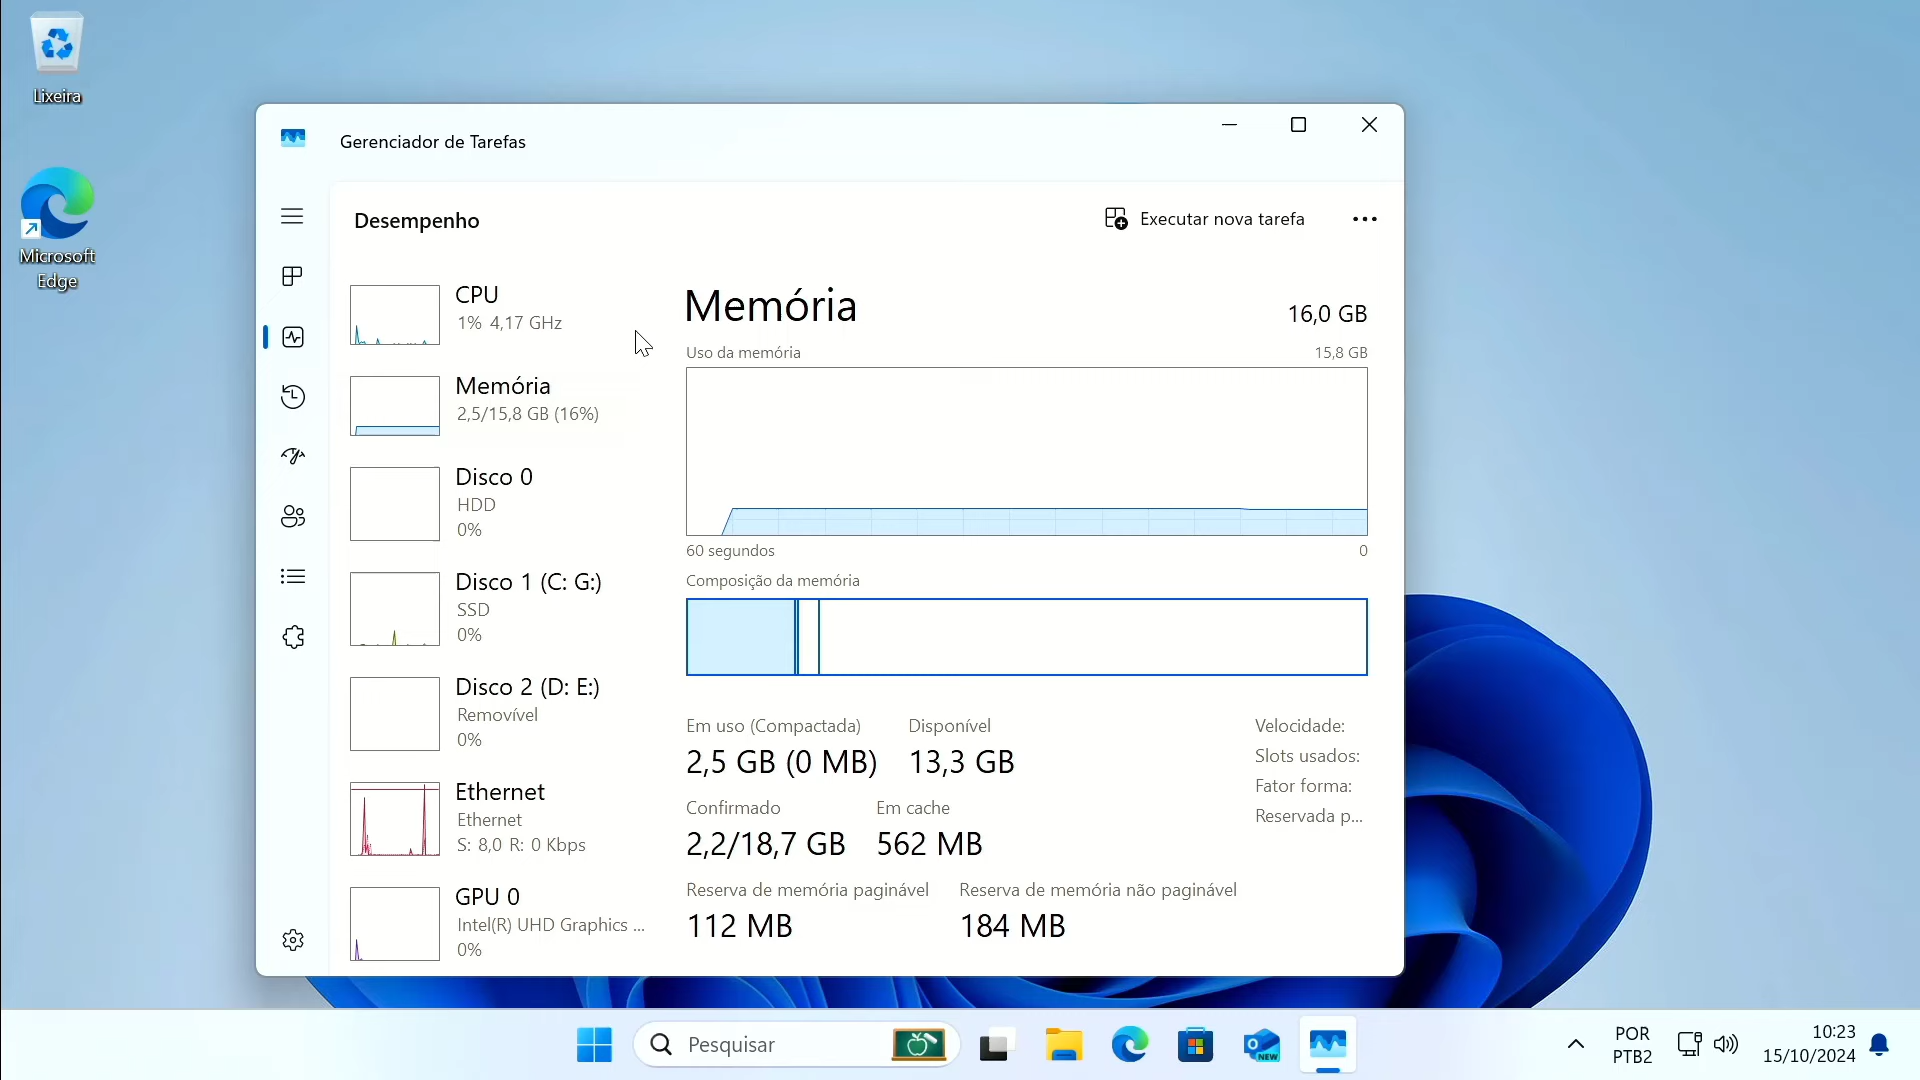 Lixeira
Microsoft
Edge
Gerenciador de Tarefas
Desempenho
Executar nova tarefa
CPU
1% 4,17 GHz
Memória
2,5/15,8 GB (16%)
Disco 0
HDD
0%
Disco 1 (C: G:)
SSD
0%
Disco 2 (D: E:)
Removível
0%
Ethernet
Ethernet
S: 8,0 R: 0 Kbps
GPU 0
Intel(R) UHD Graphics ...
0%
Memória
16,0 GB
Uso da memória
15,8 GB
60 segundos
0
Composição da memória
Em uso (Compactada)
2,5 GB (0 MB)
Disponível
13,3 GB
Confirmado
2,2/18,7 GB
Em cache
562 MB
Reserva de memória paginável
112 MB
Reserva de memória não paginável
184 MB
Velocidade:
Slots usados:
Fator forma:
Reservada p...
Pesquisar
NEW
POR
PTB2
10:23
15/10/2024